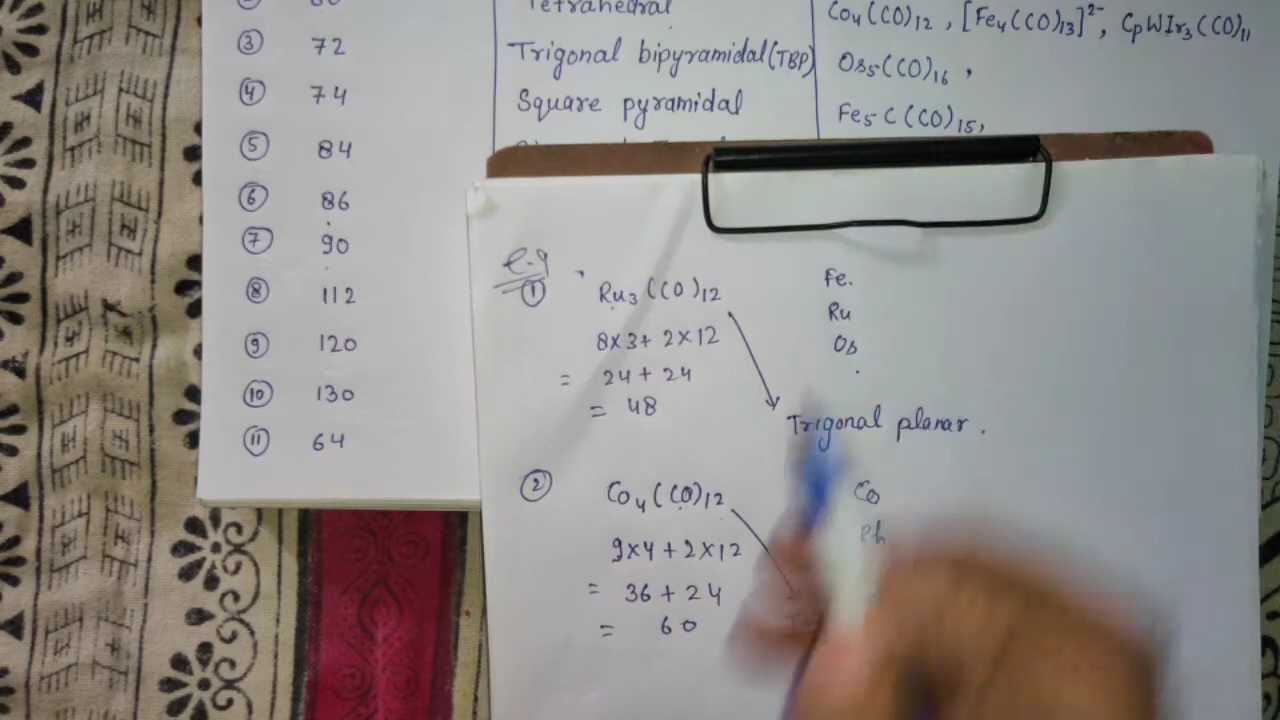 Tetrahedral
Co4(CO)12, [Fe4(CO)13]2-, CpWIr3(CO)11
③ 72 Trigonal bipyramidal(TBP) Os5(CO)16,
④ 74 Square pyramidal Fe5C(CO)15,
⑤ 84
⑥ 86
⑦ 90
⑧ 112
⑨ 120
⑩ 130
⑪ 64
e.g
① Ru3(CO)12
8×3+2×12
= 24+24
= 48
Fe.
Ru
Os
Trigonal planar.
② Co4(CO)12
9×4+2×12
= 36+24
= 60
Co